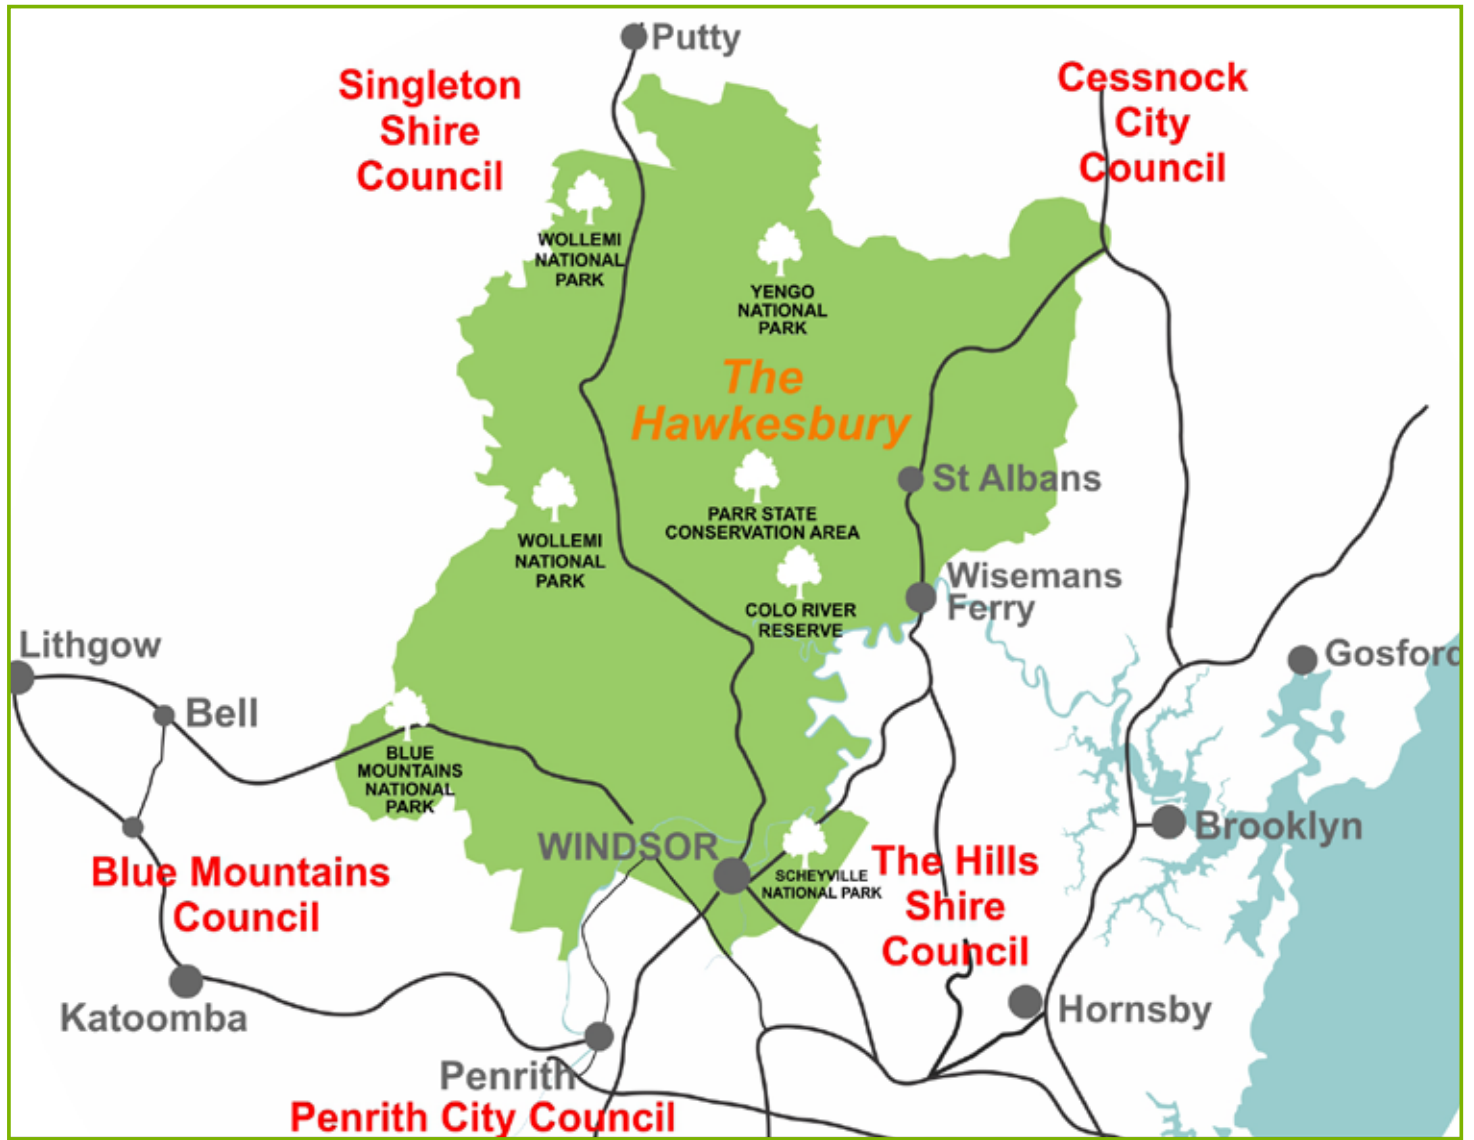 Putty
Singleton
Shire
Council
Cessnock
City
Council
WOLLEMI
NATIONAL
PARK
YENGO
NATIONAL
PARK
The
Hawkesbury
St Albans
PARR STATE
CONSERVATION AREA
WOLLEMI
NATIONAL
PARK
Wisemans
Ferry
COLO RIVER
RESERVE
Lithgow
Gosford
Bell
BLUE
MOUNTAINS
NATIONAL
PARK
WINDSOR
Brooklyn
SCHEYVILLE
NATIONAL PARK
The Hills
Shire
Council
Blue Mountains
Council
Katoomba
Hornsby
Penrith
Penrith City Council